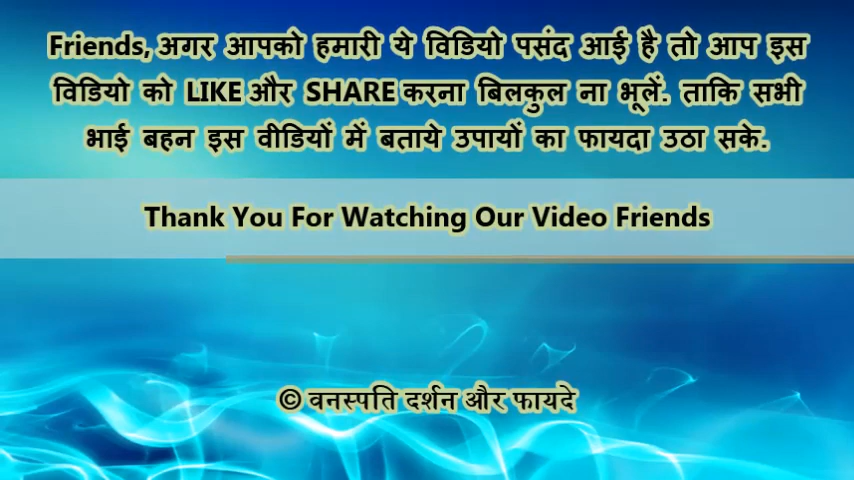 Friends, अगर आपको हमारी ये विडियो पसंद आई है तो आप इस
विडियो को LIKE और SHARE करना बिलकुल ना भूलें. ताकि सभी
भाई बहन इस वीडियों में बताये उपायों का फायदा उठा सके.
Thank You For Watching Our Video Friends
© वनस्पति दर्शन और फायदे